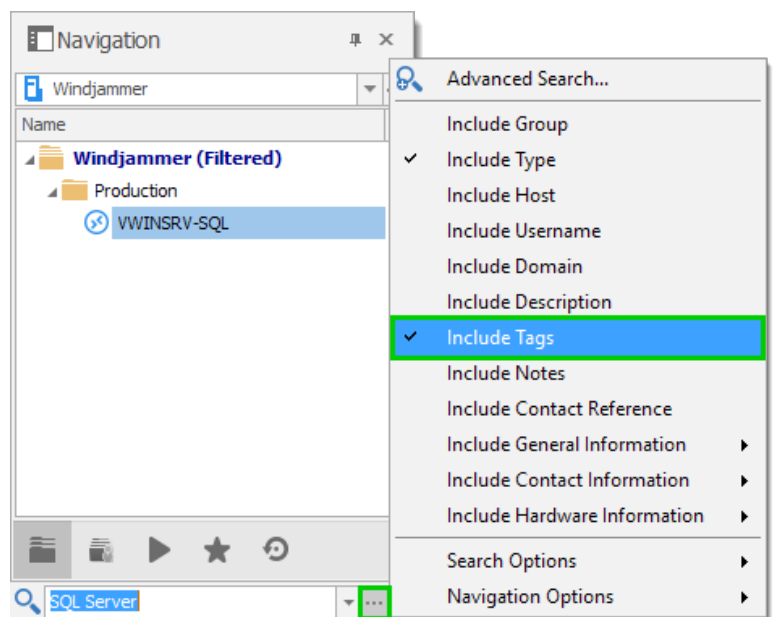 Navigation
Windjammer
Name
Windjammer (Filtered)
Production
VWINSRV-SQL
SQL Server
Advanced Search...
Include Group
Include Type
Include Host
Include Username
Include Domain
Include Description
Include Tags
Include Notes
Include Contact Reference
Include General Information
Include Contact Information
Include Hardware Information
Search Options
Navigation Options